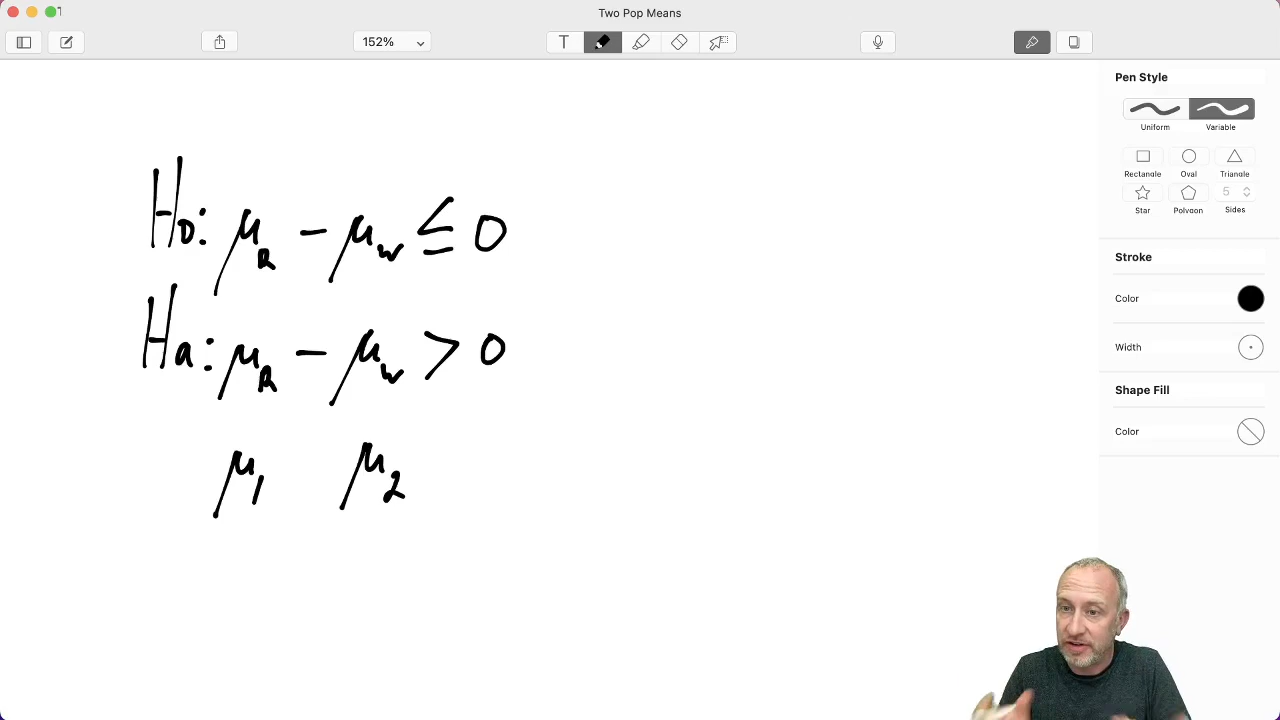 Two Pop Means
152%
T
Pen Style
Uniform Variable
Rectangle Oval Triangle
5
Star Polygon Sides
Stroke
Color
Width
Shape Fill
Color
H0: μR − μw ≤ 0
Ha: μR − μw > 0
μ1 μ2